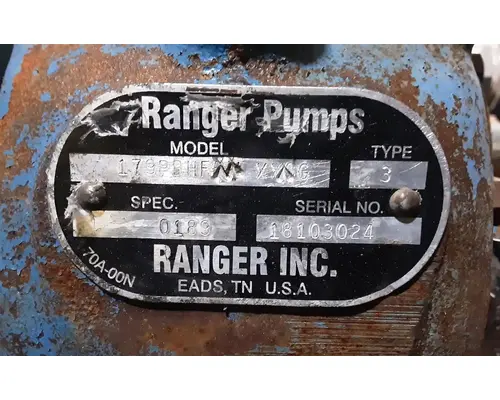 Ranger Pumps
MODEL TYPE
3
SPEC. SERIAL NO.
0183 18103024
RANGER INC.
70A-00N
EADS, TN U.S.A.